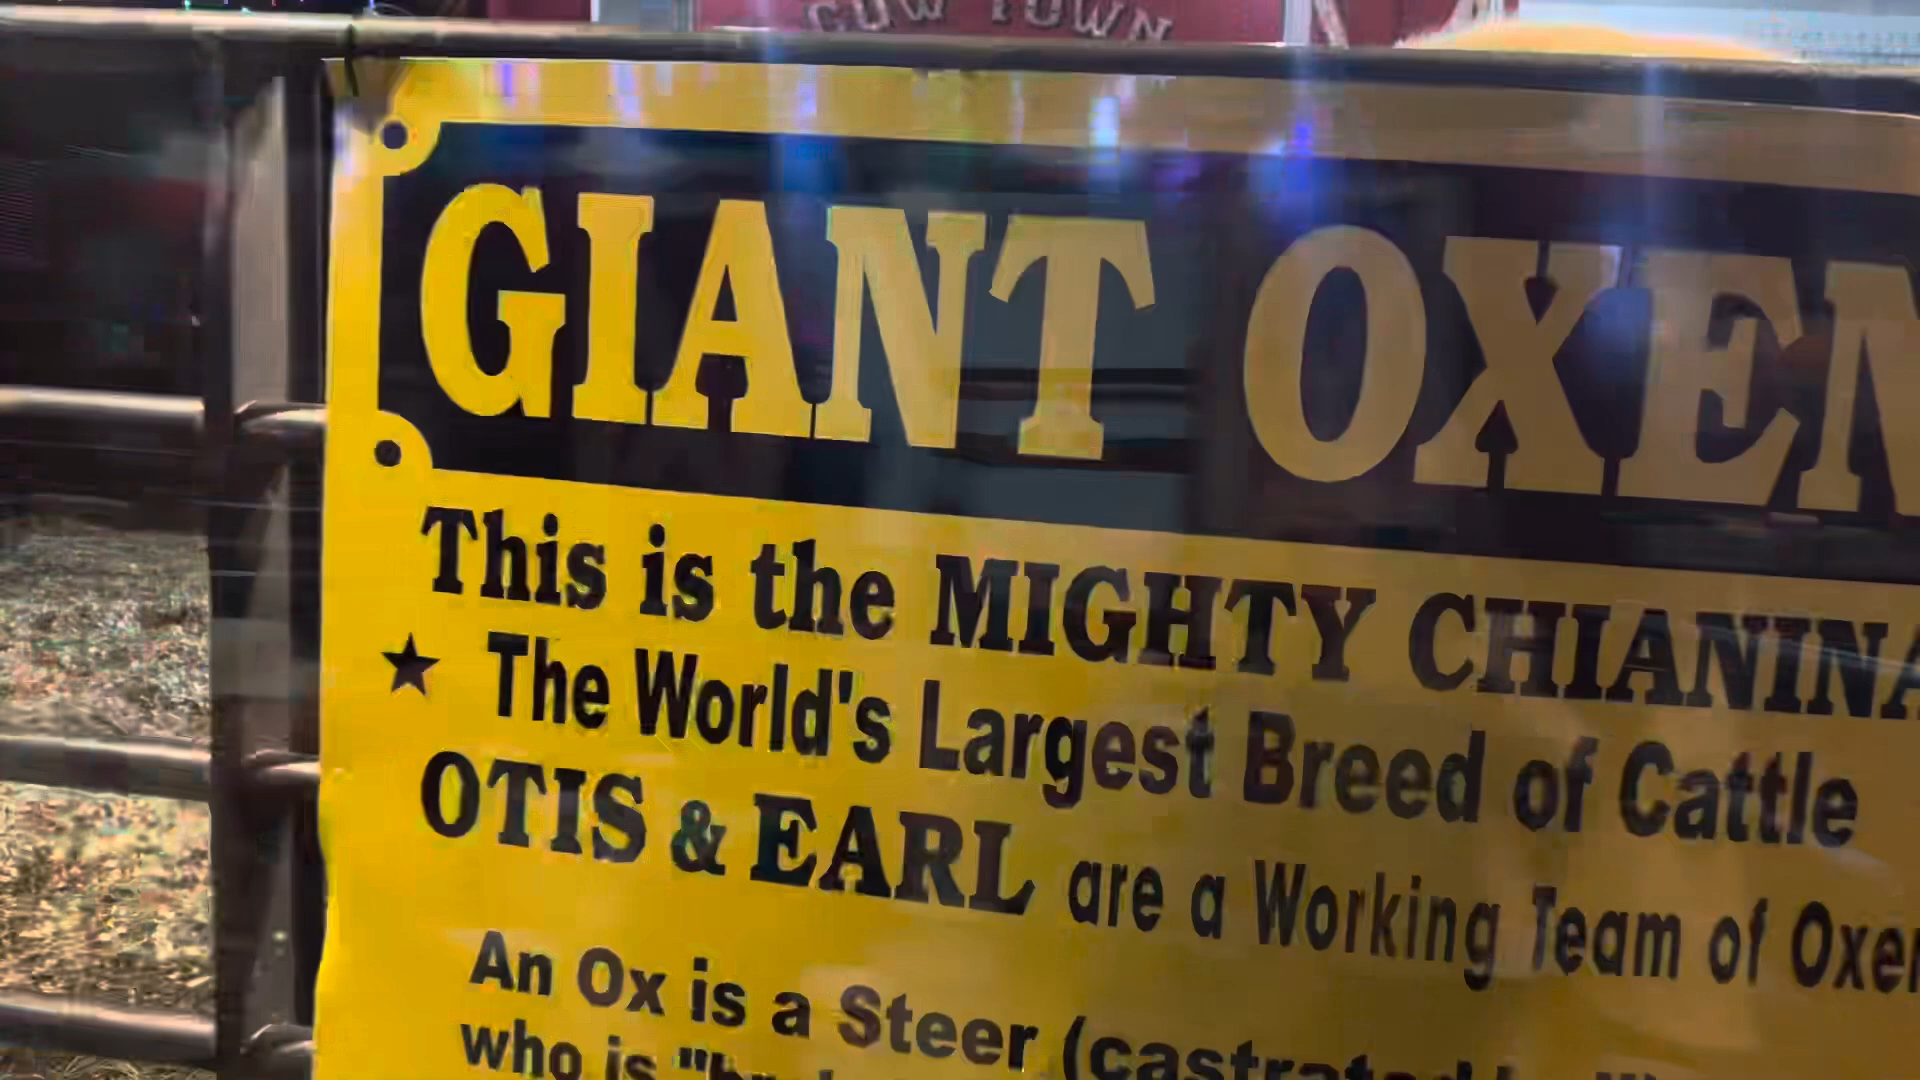 COW TOWN
GIANT OXEN
This is the MIGHTY CHIANINA
★ The World's Largest Breed of Cattle
OTIS & EARL are a Working Team of Oxen
An Ox is a Steer (castrated
who is